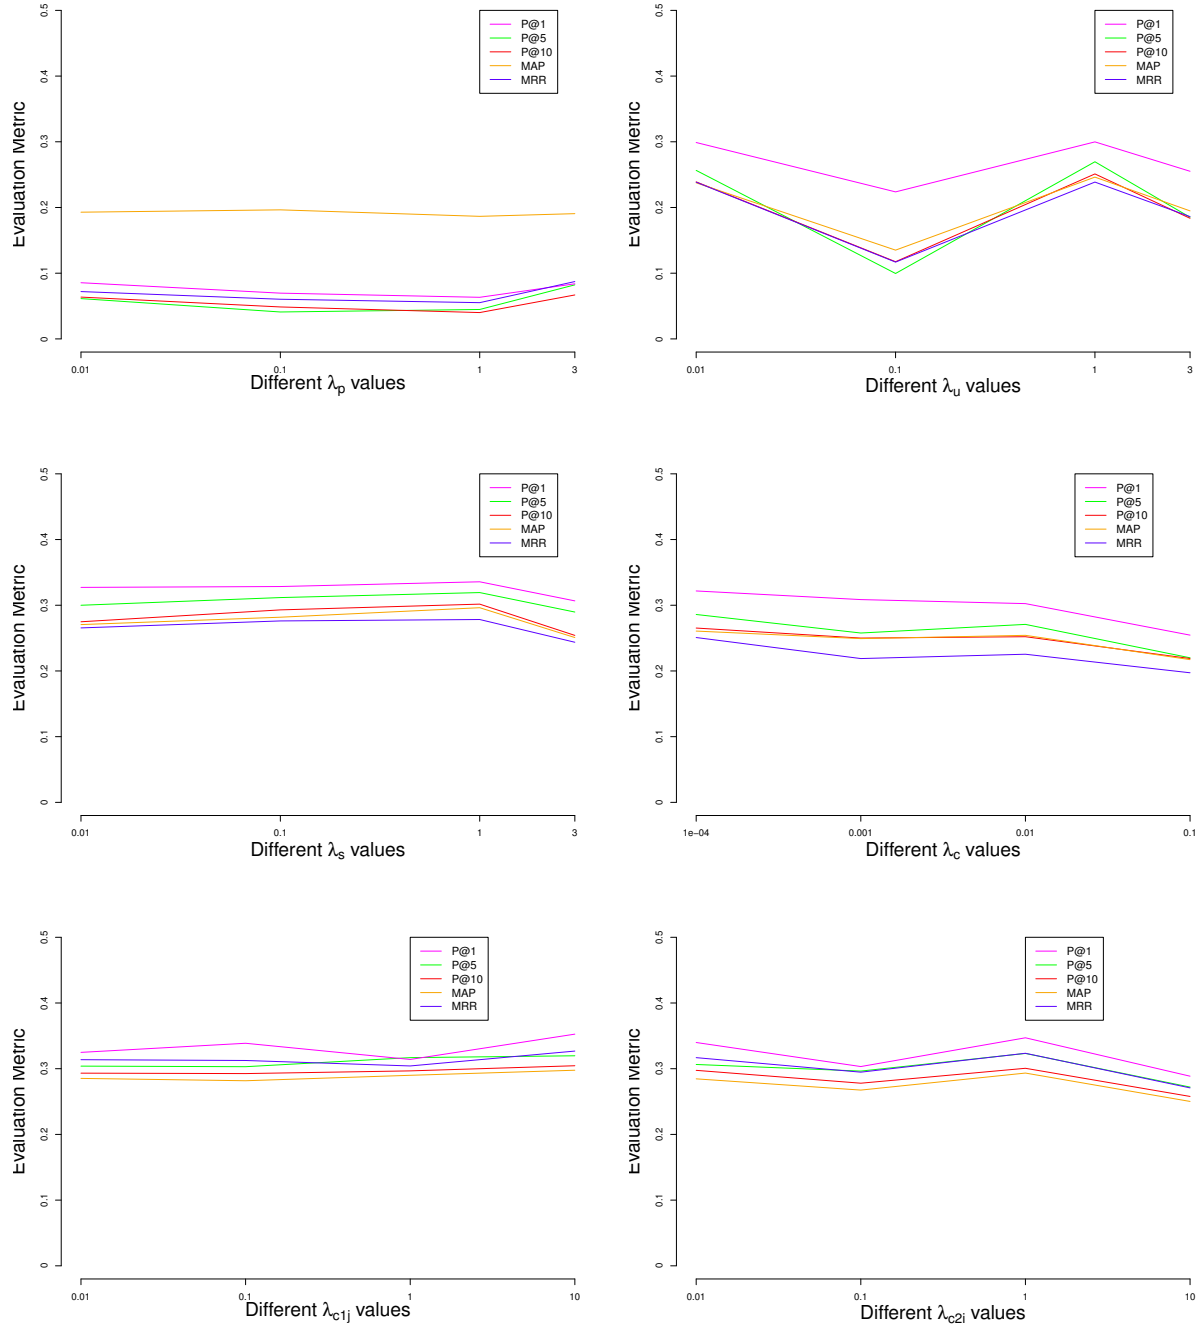 0.5
0.4
0.3
0.2
0.1
0
Evaluation Metric
P@1
P@5
P@10
MAP
MRR
0.01
0.1
1
3
Different λp values
0.5
0.4
0.3
0.2
0.1
0
Evaluation Metric
P@1
P@5
P@10
MAP
MRR
0.01
0.1
1
3
Different λu values
0.5
0.4
0.3
0.2
0.1
0
Evaluation Metric
P@1
P@5
P@10
MAP
MRR
0.01
0.1
1
3
Different λs values
0.5
0.4
0.3
0.2
0.1
0
Evaluation Metric
P@1
P@5
P@10
MAP
MRR
1e−04
0.001
0.01
0.1
Different λc values
0.5
0.4
0.3
0.2
0.1
0
Evaluation Metric
P@1
P@5
P@10
MAP
MRR
0.01
0.1
1
10
Different λc1j values
0.5
0.4
0.3
0.2
0.1
0
Evaluation Metric
P@1
P@5
P@10
MAP
MRR
0.01
0.1
1
10
Different λc2i values